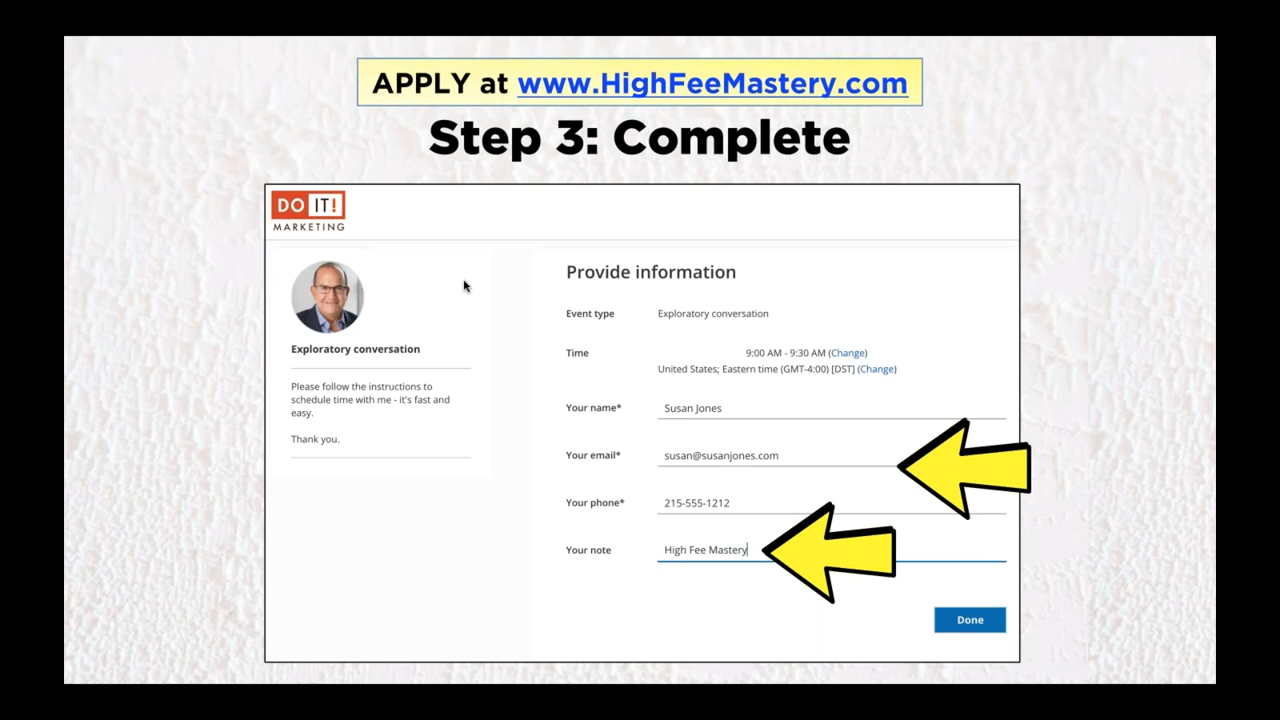 APPLY at www.HighFeeMastery.com
Step 3: Complete
DO IT!
MARKETING
Exploratory conversation
Please follow the instructions to
schedule time with me - it's fast and
easy.
Thank you.
Provide information
Event type Exploratory conversation
Time 9:00 AM - 9:30 AM (Change)
United States; Eastern time (GMT-4:00) [DST] (Change)
Your name* Susan Jones
Your email* susan@susanjones.com
Your phone* 215-555-1212
Your note High Fee Mastery
Done